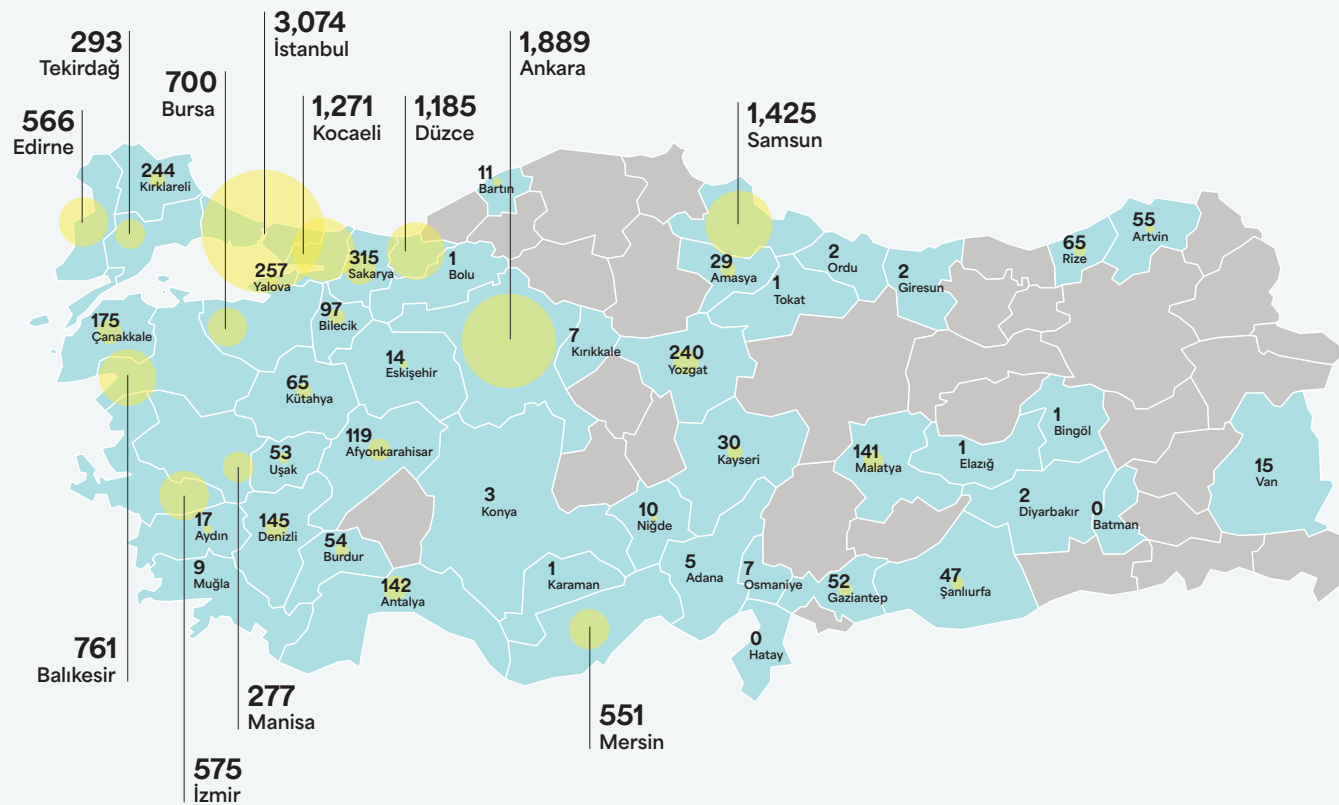 3,074
İstanbul
293
Tekirdağ
1,889
Ankara
700
Bursa
1,271
Kocaeli
1,185
Düzce
1,425
Samsun
566
Edirne
244
Kırklareli
11
Bartın
55
Artvin
65
Rize
257
Yalova
315
Sakarya
1
Bolu
29
Amasya
2
Ordu
1
Tokat
2
Giresun
175
Çanakkale
97
Bilecik
7
Kırıkkale
14
Eskişehir
240
Yozgat
65
Kütahya
119
Afyonkarahisar
53
Uşak
30
Kayseri
141
Malatya
1
Elazığ
1
Bingöl
15
Van
3
Konya
10
Niğde
2
Diyarbakır
0
Batman
17
Aydın
145
Denizli
54
Burdur
9
Muğla
142
Antalya
1
Karaman
5
Adana
7
Osmaniye
52
Gaziantep
47
Şanlıurfa
0
Hatay
761
Balıkesir
277
Manisa
551
Mersin
575
İzmir